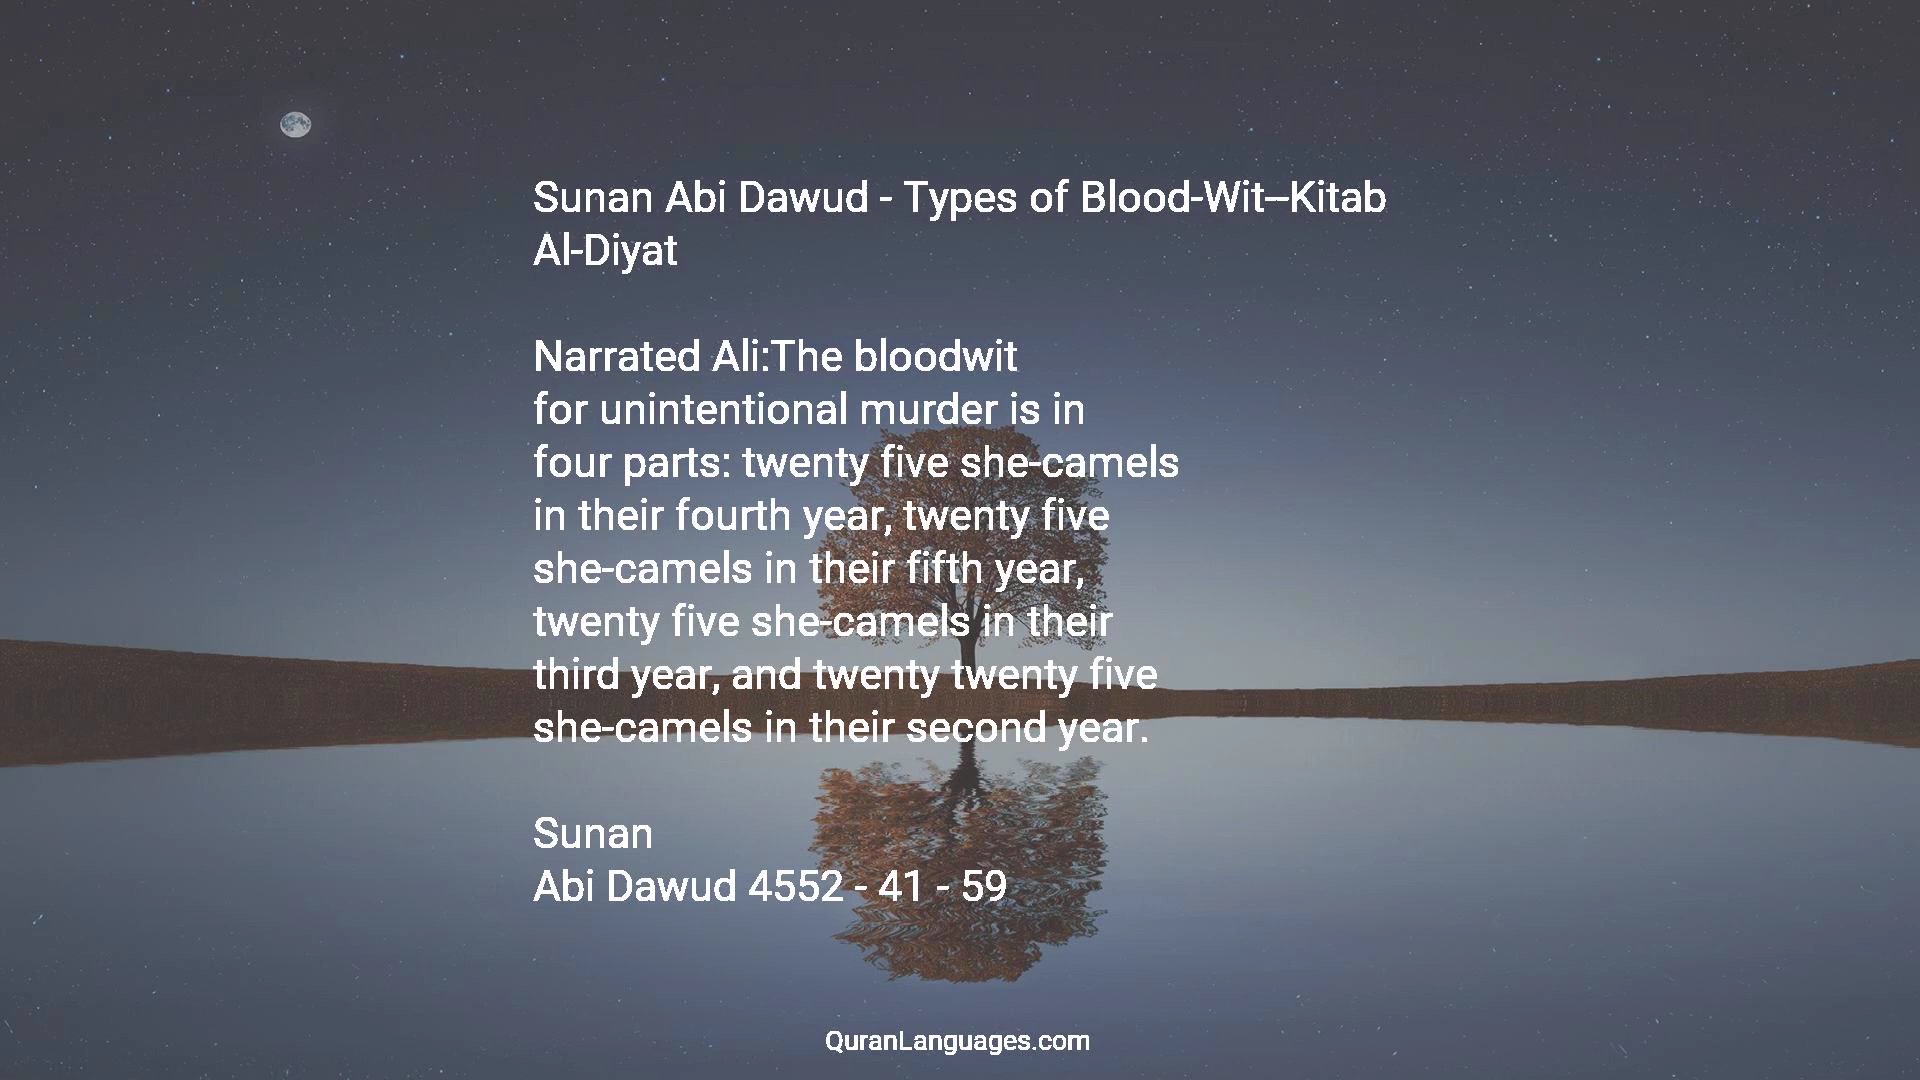 Sunan Abi Dawud - Types of Blood-Wit--Kitab
Al-Diyat
Narrated Ali:The bloodwit
for unintentional murder is in
four parts: twenty five she-camels
in their fourth year, twenty five
she-camels in their fifth year,
twenty five she-camels in their
third year, and twenty twenty five
she-camels in their second year.
Sunan
Abi Dawud 4552 - 41 - 59
QuranLanguages.com